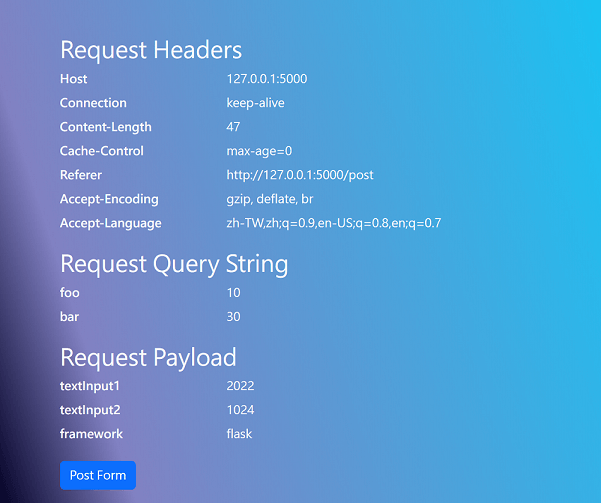 Request Headers
Host 127.0.0.1:5000
Connection keep-alive
Content-Length 47
Cache-Control max-age=0
Referer http://127.0.0.1:5000/post
Accept-Encoding gzip, deflate, br
Accept-Language zh-TW,zh;q=0.9,en-US;q=0.8,en;q=0.7
Request Query String
foo 10
bar 30
Request Payload
textInput1 2022
textInput2 1024
framework flask
Post Form